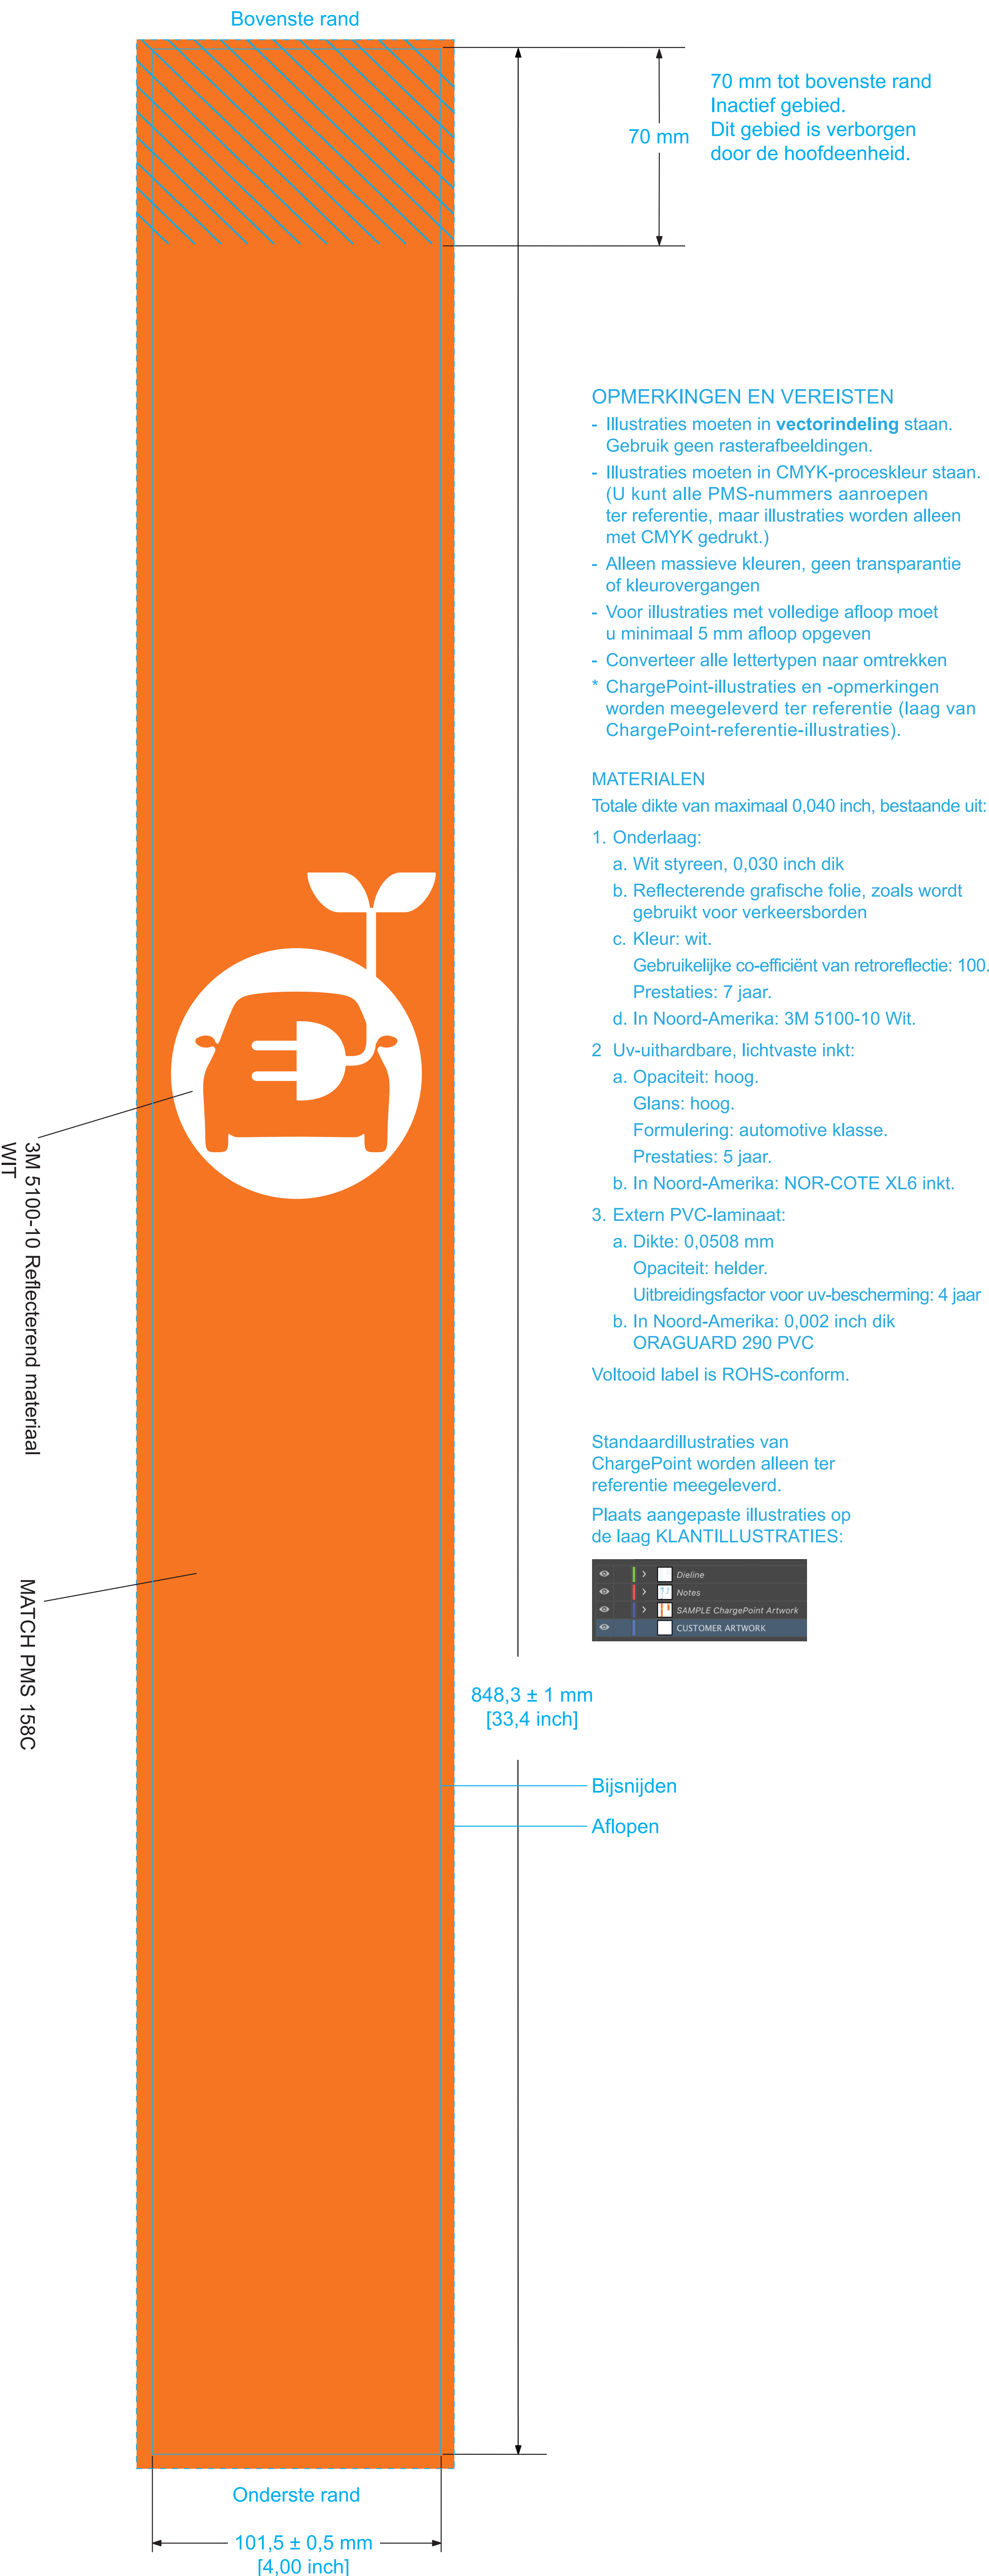 Bovenste rand
70 mm
70 mm tot bovenste rand
Inactief gebied.
Dit gebied is verborgen
door de hoofdeenheid.
OPMERKINGEN EN VEREISTEN
- Illustraties moeten in vectorindeling staan.
Gebruik geen rasterafbeeldingen.
- Illustraties moeten in CMYK-proceskleur staan.
(U kunt alle PMS-nummers aanroepen
ter referentie, maar illustraties worden alleen
met CMYK gedrukt.)
- Alleen massieve kleuren, geen transparantie
of kleurovergangen
- Voor illustraties met volledige afloop moet
u minimaal 5 mm afloop opgeven
- Converteer alle lettertypen naar omtrekken
* ChargePoint-illustraties en -opmerkingen
worden meegeleverd ter referentie (laag van
ChargePoint-referentie-illustraties).
MATERIALEN
Totale dikte van maximaal 0,040 inch, bestaande uit:
1. Onderlaag:
a. Wit styreen, 0,030 inch dik
b. Reflecterende grafische folie, zoals wordt
gebruikt voor verkeersborden
c. Kleur: wit.
Gebruikelijke co-efficiënt van retroreflectie: 100.
Prestaties: 7 jaar.
d. In Noord-Amerika: 3M 5100-10 Wit.
2 Uv-uithardbare, lichtvaste inkt:
a. Opaciteit: hoog.
Glans: hoog.
Formulering: automotive klasse.
Prestaties: 5 jaar.
b. In Noord-Amerika: NOR-COTE XL6 inkt.
3. Extern PVC-laminaat:
a. Dikte: 0,0508 mm
Opaciteit: helder.
Uitbreidingsfactor voor uv-bescherming: 4 jaar
b. In Noord-Amerika: 0,002 inch dik
ORAGUARD 290 PVC
Voltooid label is ROHS-conform.
Standaardillustraties van
ChargePoint worden alleen ter
referentie meegeleverd.
Plaats aangepaste illustraties op
de laag KLANTILLUSTRATIES:
Dieline
Notes
SAMPLE ChargePoint Artwork
CUSTOMER ARTWORK
3M 5100-10 Reflecterend materiaal
WIT
MATCH PMS 158C
848,3 ± 1 mm
[33,4 inch]
Bijsnijden
Aflopen
Onderste rand
101,5 ± 0,5 mm
[4,00 inch]